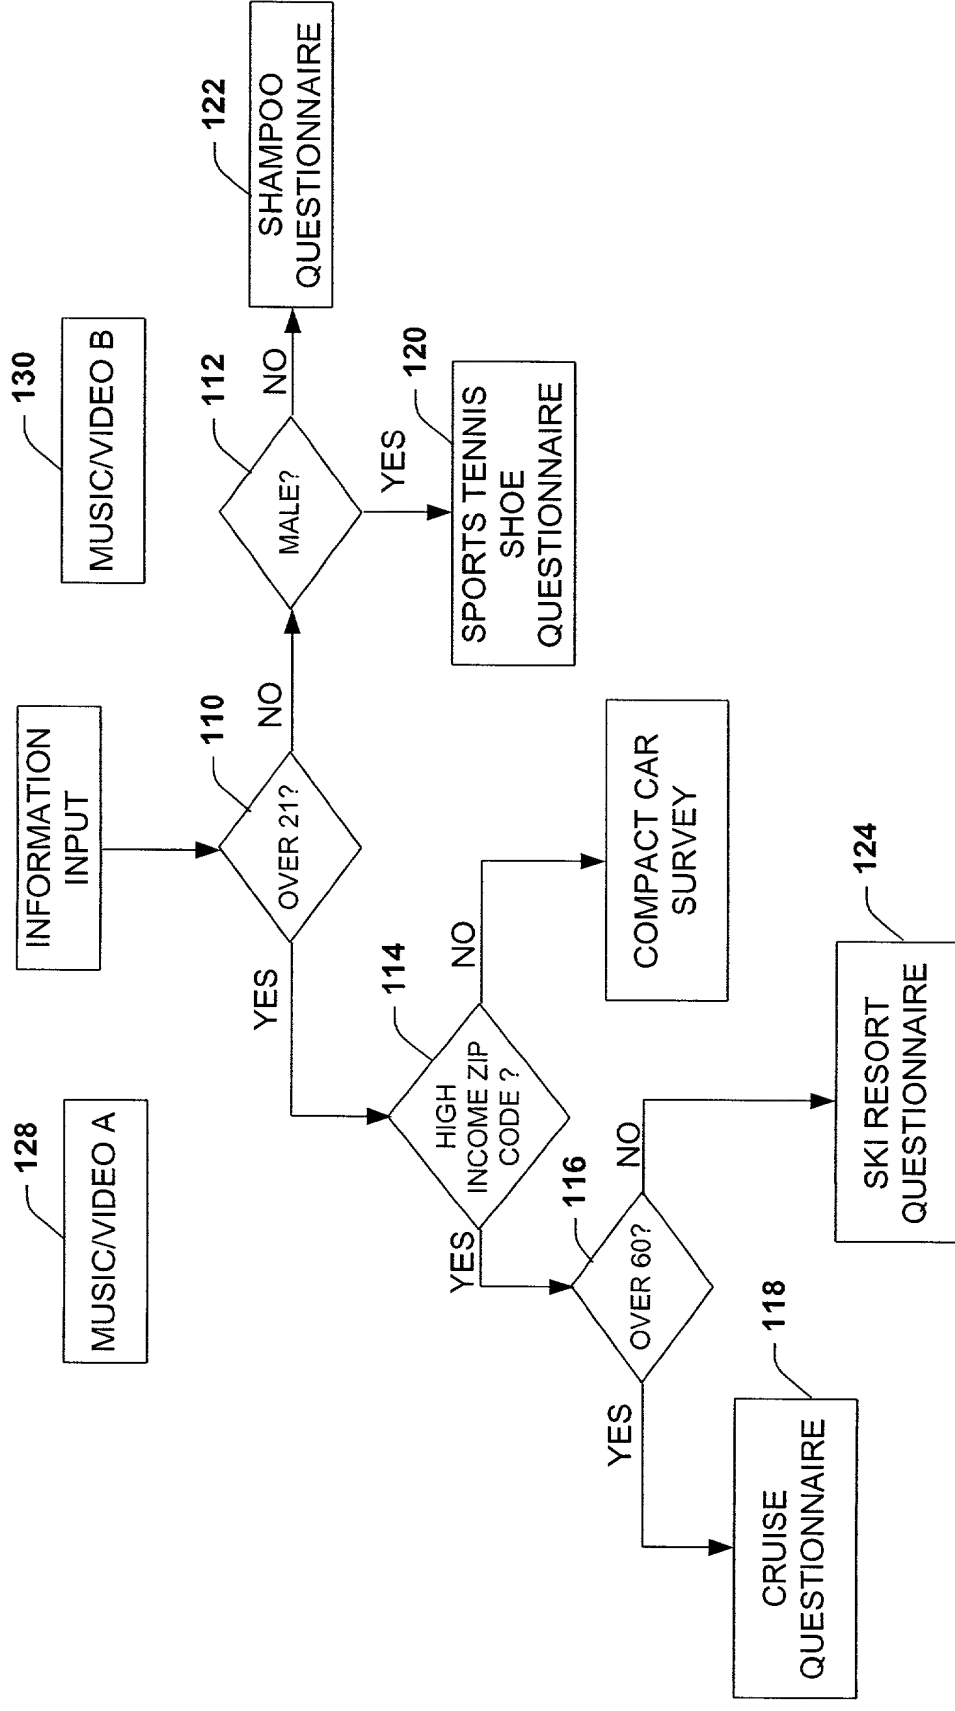 128
MUSIC/VIDEO A
INFORMATION
INPUT
130
MUSIC/VIDEO B
YES
OVER 21?
110
NO
MALE?
112
NO
122
SHAMPOO
QUESTIONNAIRE
YES
120
SPORTS TENNIS
SHOE
QUESTIONNAIRE
114
HIGH
INCOME ZIP
CODE ?
NO
COMPACT CAR
SURVEY
YES
116
OVER 60?
NO
124
SKI RESORT
QUESTIONNAIRE
YES
118
CRUISE
QUESTIONNAIRE